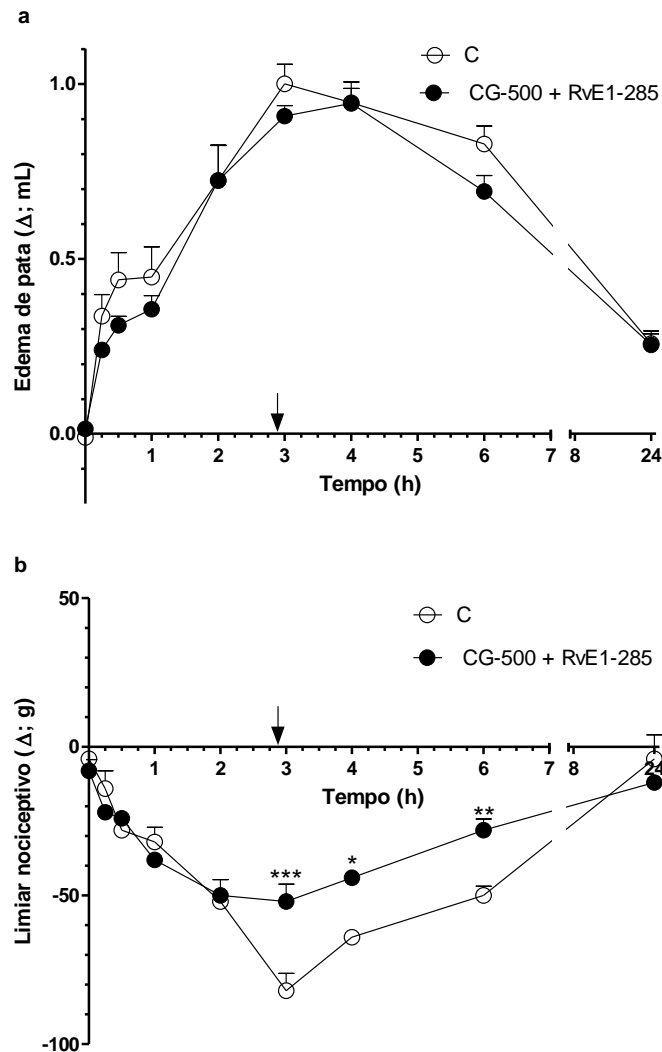 a
C
CG-500 + RvE1-285
1.0
0.5
0.0
1 2 3 4 6 7 8 24
Tempo (h)
Edema de pata (Δ; mL)
b
C
CG-500 + RvE1-285
50
0
-50
-100
1 2 3 4 6 7 8 24
Tempo (h)
*** * **
Limiar nociceptivo (Δ; g)